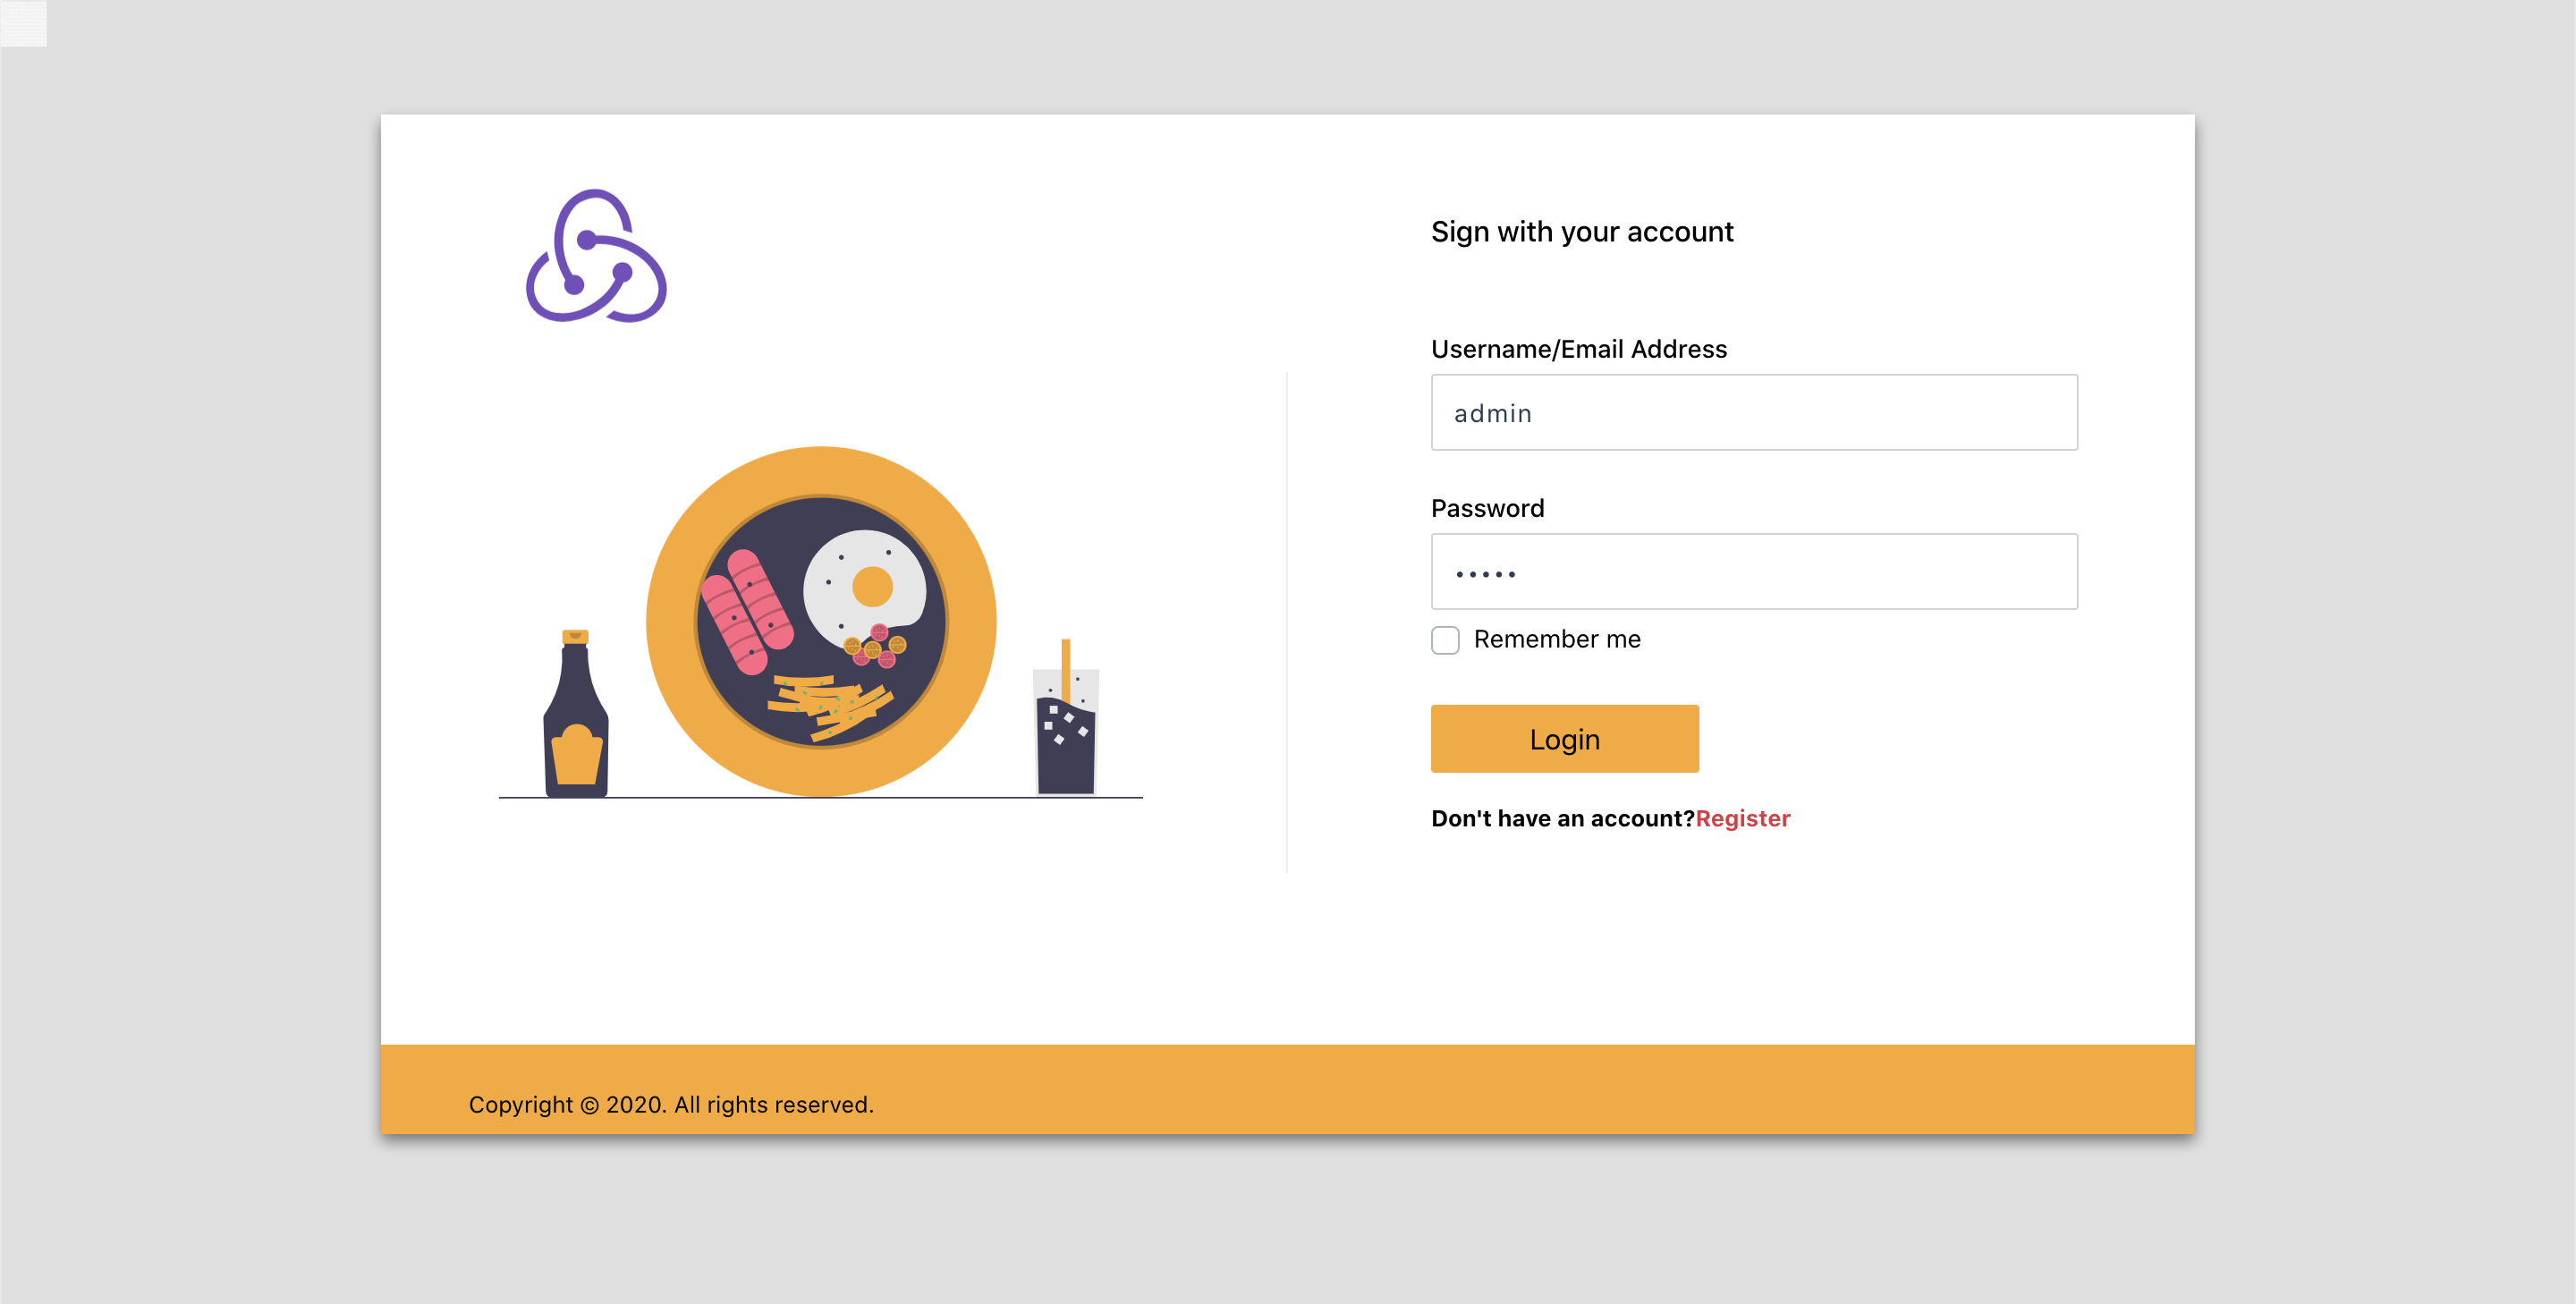 Sign with your account
Username/Email Address
admin
Password
•••••
Remember me
Login
Don't have an account?Register
Copyright © 2020. All rights reserved.